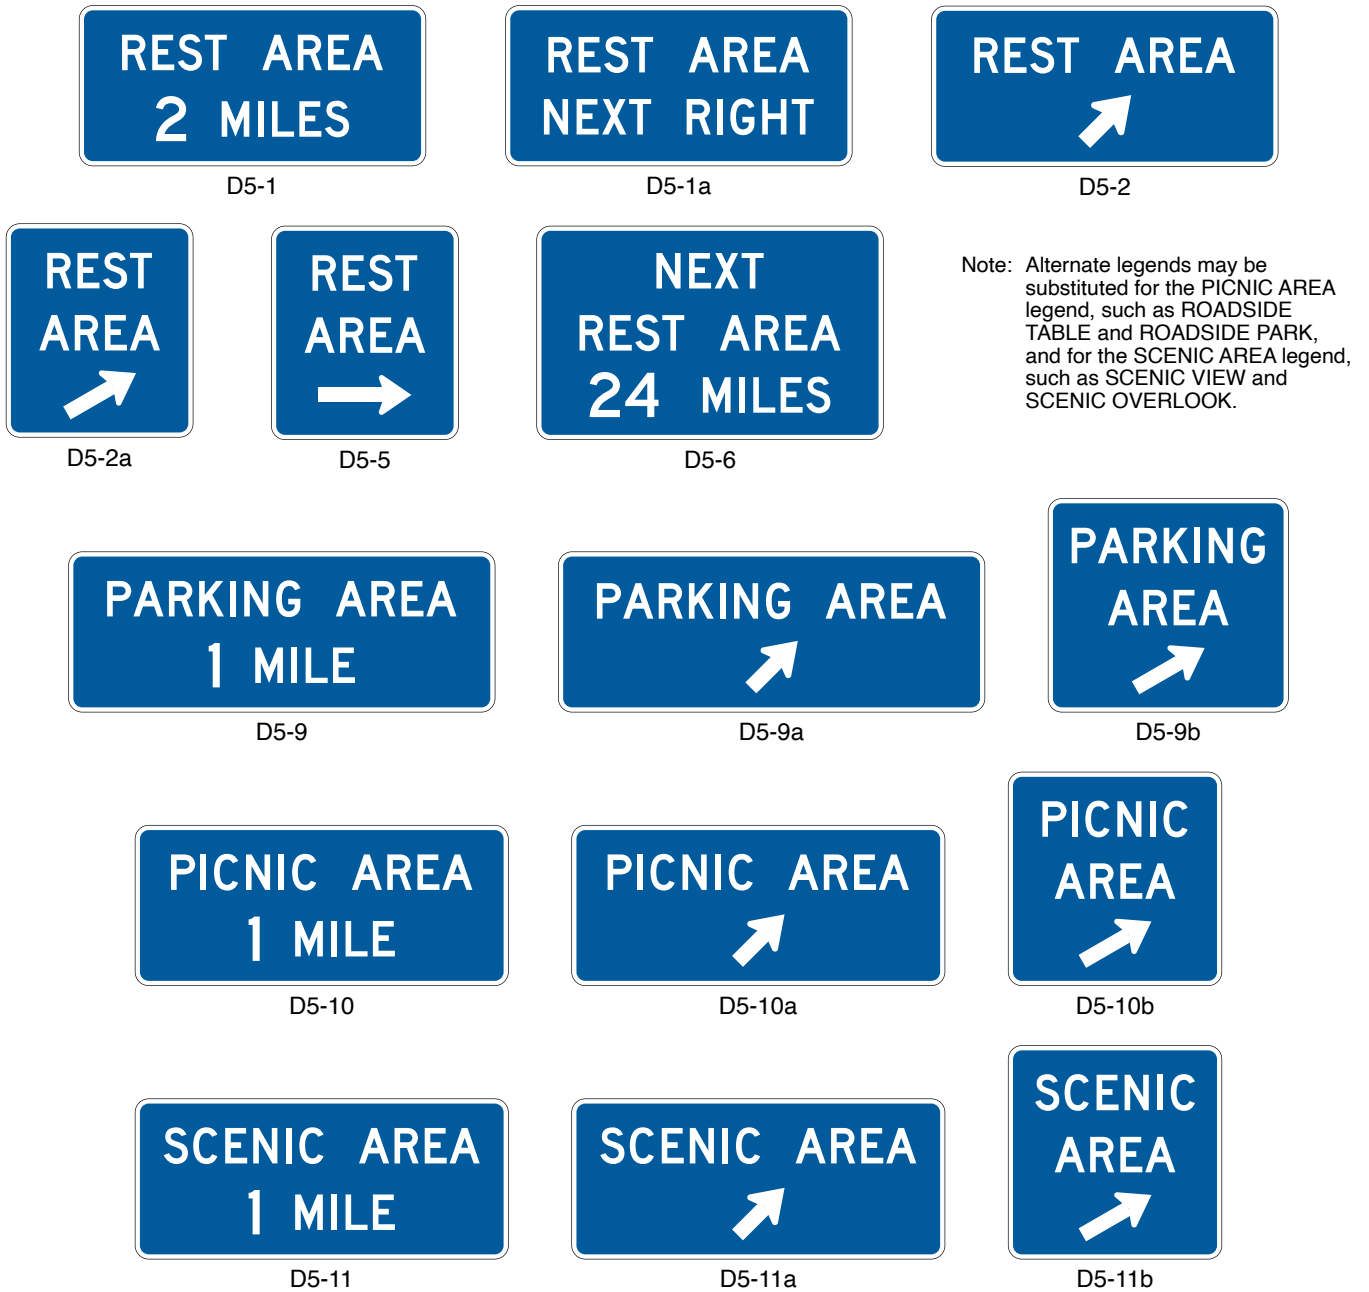 REST AREA
2 MILES
D5-1
REST AREA
NEXT RIGHT
D5-1a
REST AREA
D5-2
REST
AREA
D5-2a
REST
AREA
D5-5
NEXT
REST AREA
24 MILES
D5-6
Note: Alternate legends may be
substituted for the PICNIC AREA
legend, such as ROADSIDE
TABLE and ROADSIDE PARK,
and for the SCENIC AREA legend,
such as SCENIC VIEW and
SCENIC OVERLOOK.
PARKING AREA
1 MILE
D5-9
PARKING AREA
D5-9a
PARKING
AREA
D5-9b
PICNIC AREA
1 MILE
D5-10
PICNIC AREA
D5-10a
PICNIC
AREA
D5-10b
SCENIC AREA
1 MILE
D5-11
SCENIC AREA
D5-11a
SCENIC
AREA
D5-11b